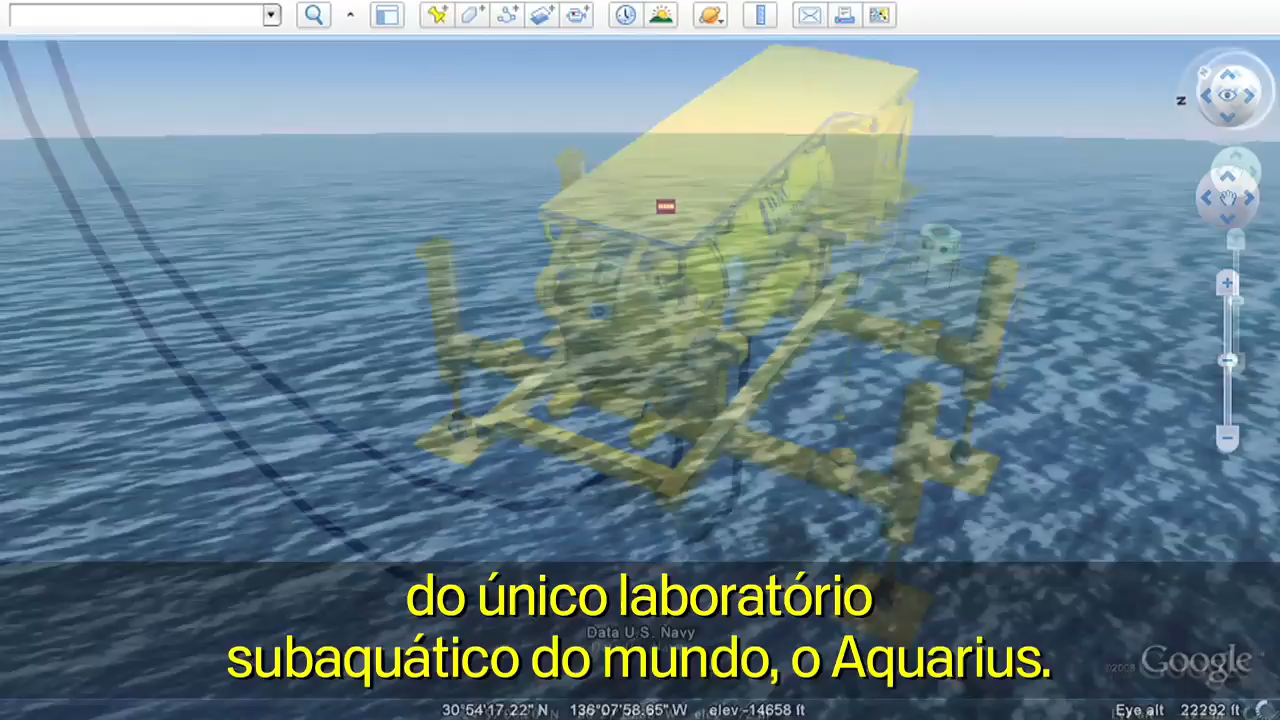 do único laboratório
Data U.S. Navy
subaquático do mundo, o Aquarius.
Google
30°54'17.22" N 136°07'58.65" W elev -14658 ft
Eye alt 22292 ft